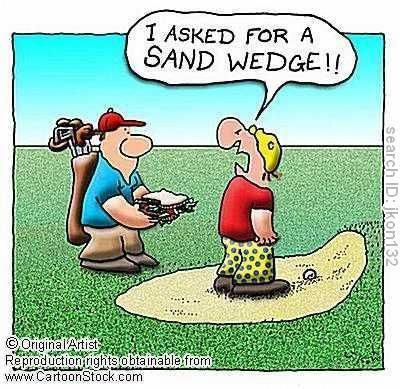 I ASKED FOR A
SAND WEDGE!!
search ID: jkon132
© Original Artist
Reproduction rights obtainable from
www.CartoonStock.com